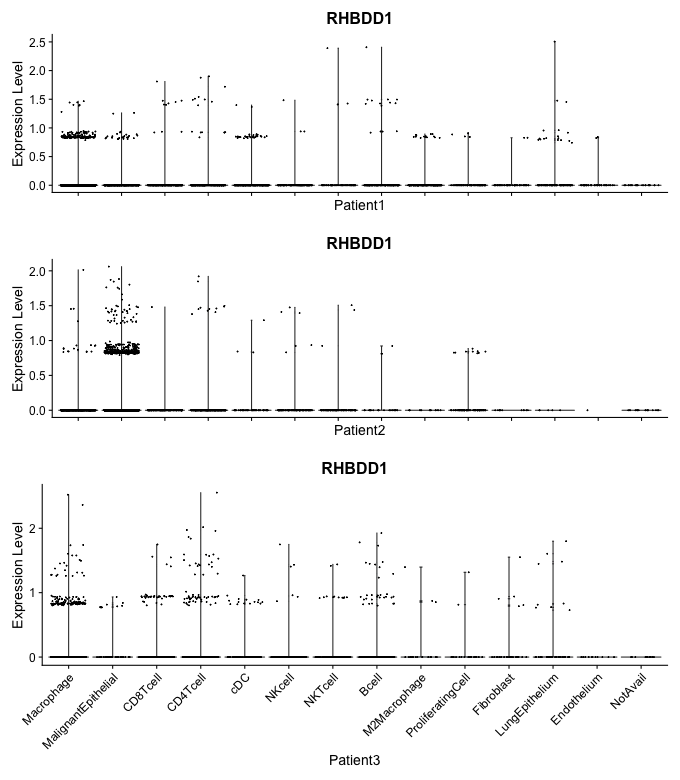 RHBDD1
Expression Level
2.5
2.0
1.5
1.0
0.5
0.0
Patient1
RHBDD1
Expression Level
2.0
1.5
1.0
0.5
0.0
Patient2
RHBDD1
Expression Level
2
1
0
Macrophage
MalignantEpithelial
CD8Tcell
CD4Tcell
cDC
NKcell
NKTcell
Bcell
M2Macrophage
ProliferatingCell
Fibroblast
LungEpithelium
Endothelium
NotAvail
Patient3